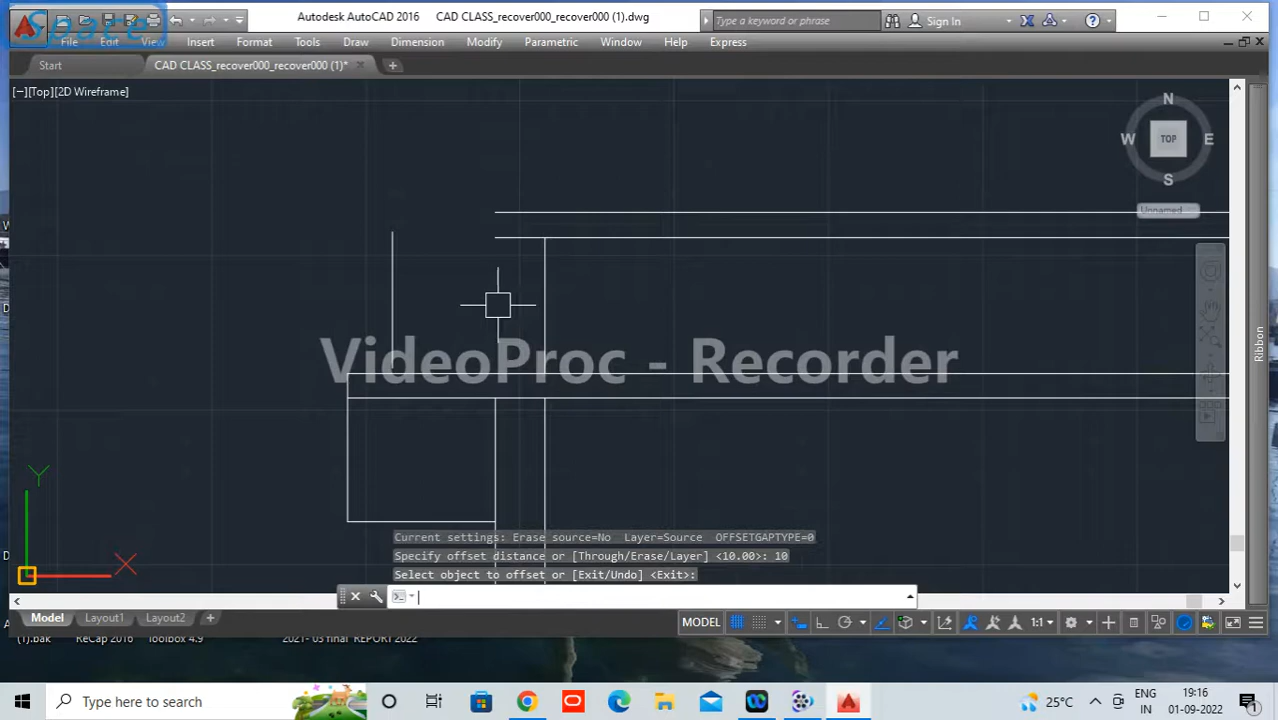 Space
Autodesk AutoCAD 2016 CAD CLASS_recover000_recover000 (1).dwg
Type a keyword or phrase
Sign In
File Edit View Insert Format Tools Draw Dimension Modify Parametric Window Help Express
Start
CAD CLASS_recover000_recover000 (1)*
[−][Top][2D Wireframe]
N
W
TOP
E
S
Unnamed
Ribbon
VideoProc - Recorder
Y
X
Current settings: Erase source=No Layer=Source OFFSETGAPTYPE=0
Specify offset distance or [Through/Erase/Layer] <10.00>: 10
Select object to offset or [Exit/Undo] <Exit>:
Model Layout1 Layout2
MODEL
1:1
(1).bak
ReCap 2016
Toolbox 4.9
2021- 03 final REPORT 2022
Type here to search
25°C
ENG
IN
19:16
01-09-2022
1